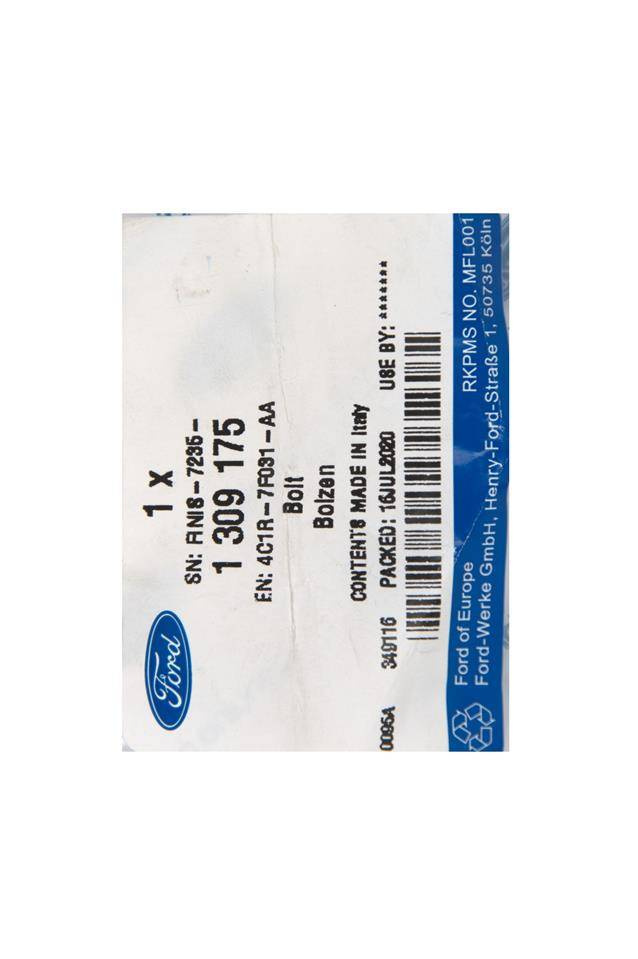 Ford
1 x
SN: FINIS-7235-
1 309 175
EN: 4C1R-7F031-AA
Bolt
Bolzen
CONTENTS MADE IN Italy
0095A 349116 PACKED: 16JUL2020 USE BY: *******
Ford of Europe RKPMS NO. MFL001
Ford-Werke GmbH, Henry-Ford-Straße 1, 50735 Köln